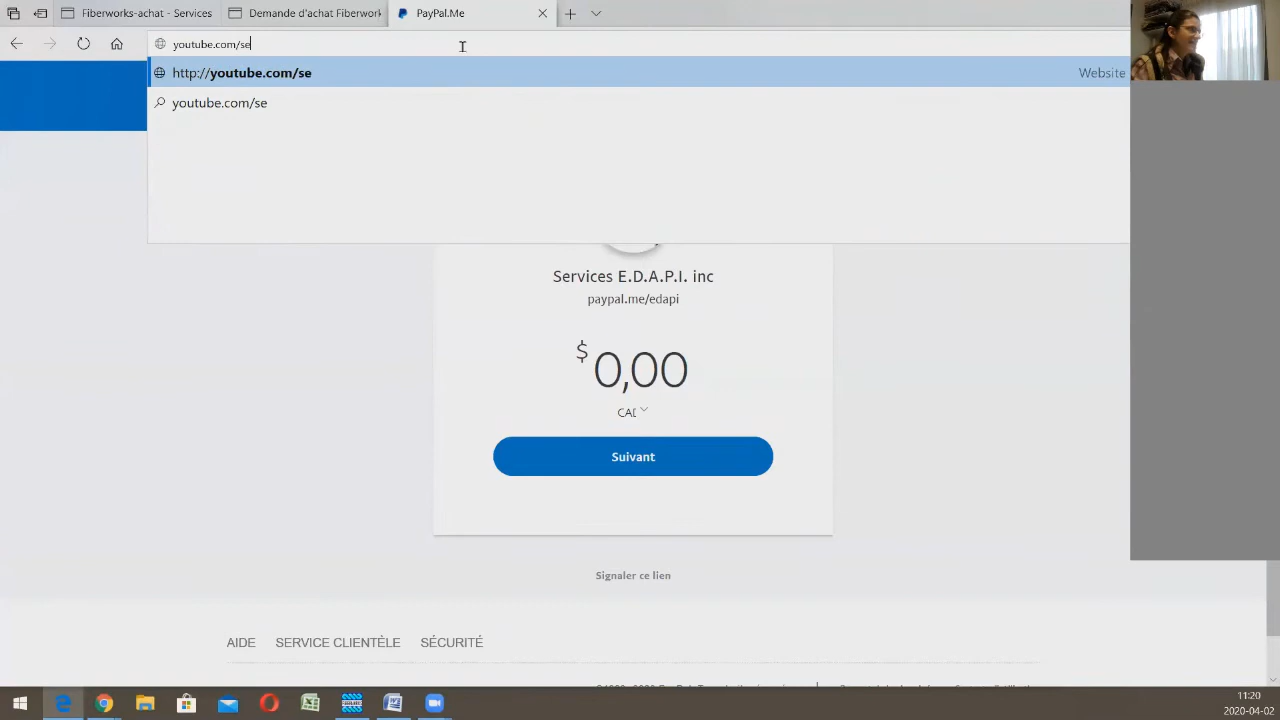 Fiberworks-achat - Services
Demande d'achat Fiberwork
PayPal.Me
youtube.com/se
http://youtube.com/se
Website
youtube.com/se
Services E.D.A.P.I. inc
paypal.me/edapi
$ 0,00
CAD
Suivant
Signaler ce lien
AIDE SERVICE CLIENTÈLE SÉCURITÉ
11:20
2020-04-02